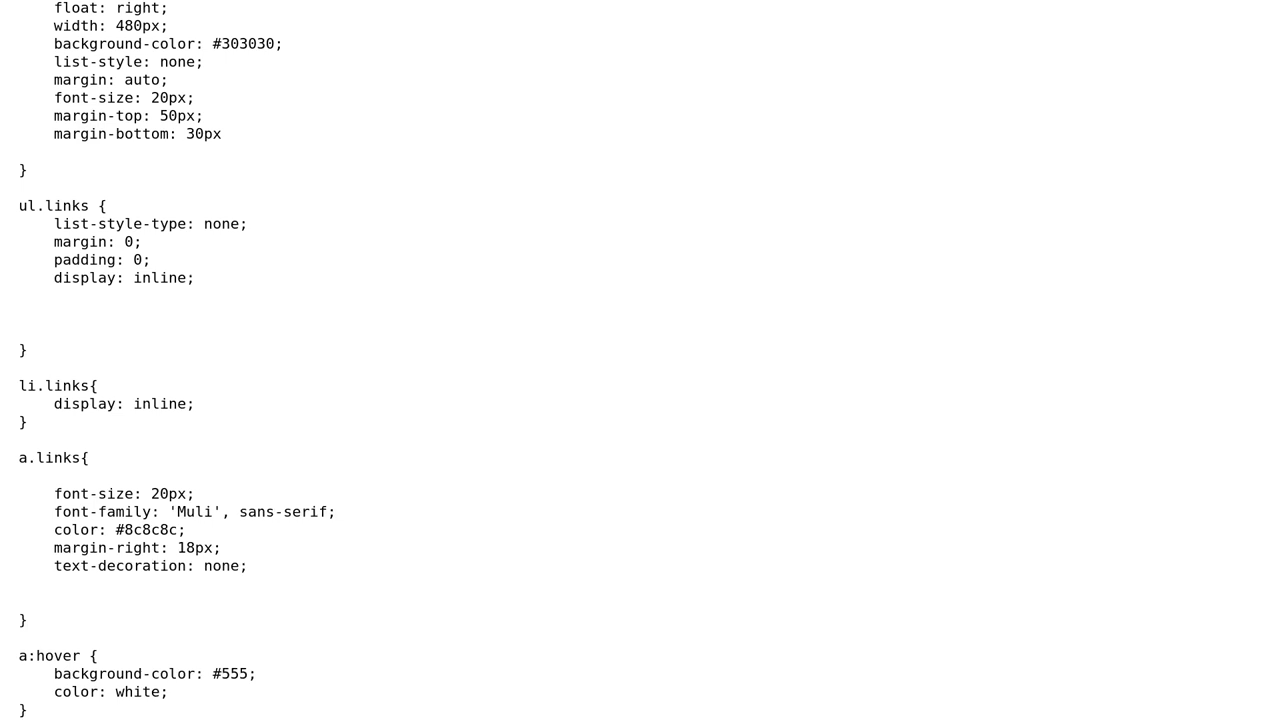 float: right;
    width: 480px;
    background-color: #303030;
    list-style: none;
    margin: auto;
    font-size: 20px;
    margin-top: 50px;
    margin-bottom: 30px

}

ul.links {
    list-style-type: none;
    margin: 0;
    padding: 0;
    display: inline;



}

li.links{
    display: inline;
}

a.links{

    font-size: 20px;
    font-family: 'Muli', sans-serif;
    color: #8c8c8c;
    margin-right: 18px;
    text-decoration: none;


}

a:hover {
    background-color: #555;
    color: white;
}